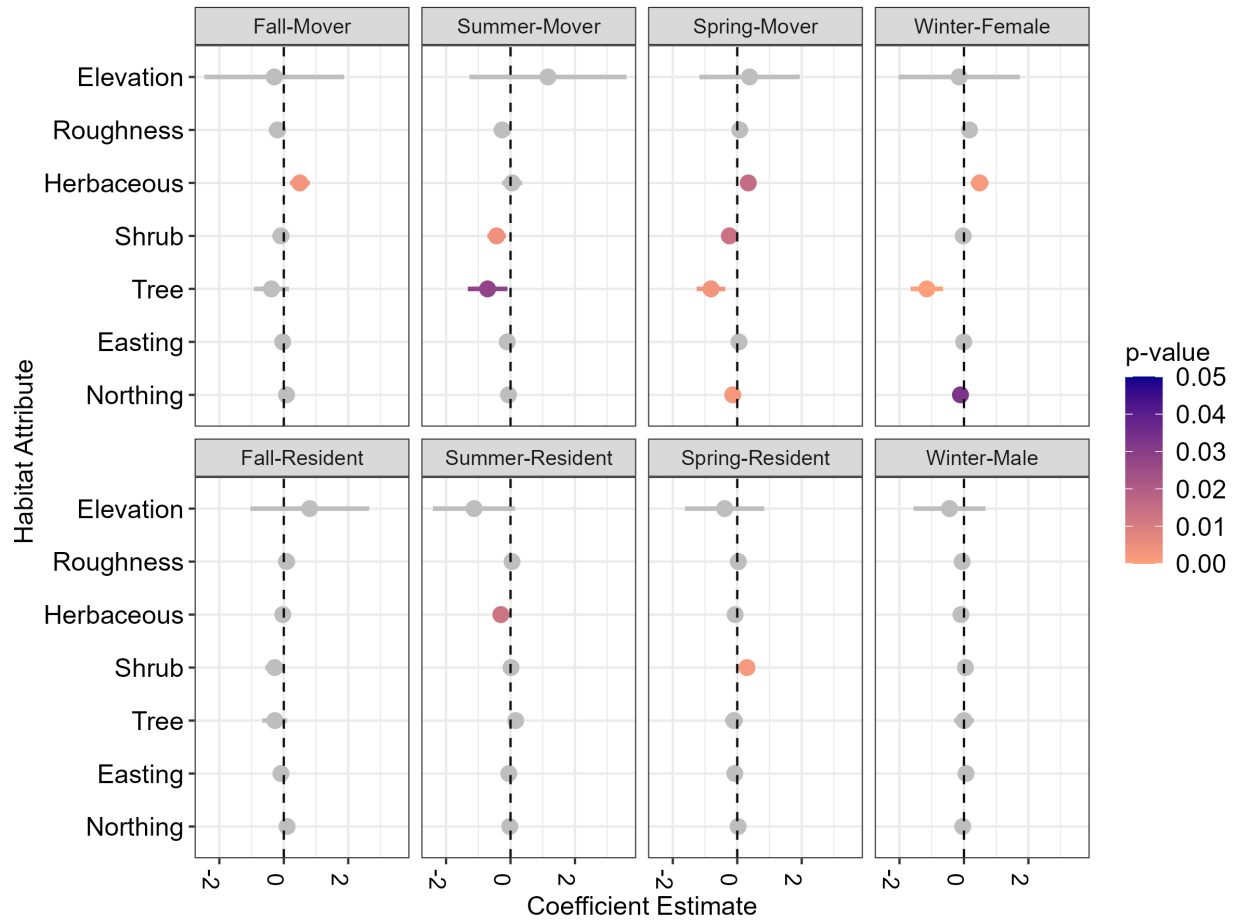 Fall-Mover Summer-Mover Spring-Mover Winter-Female
Elevation
Roughness
Herbaceous
Shrub
Tree
Easting
Northing
Fall-Resident Summer-Resident Spring-Resident Winter-Male
Elevation
Roughness
Herbaceous
Shrub
Tree
Easting
Northing
-2 0 2 -2 0 2 -2 0 2 -2 0 2
Coefficient Estimate
Habitat Attribute
p-value
0.05
0.04
0.03
0.02
0.01
0.00